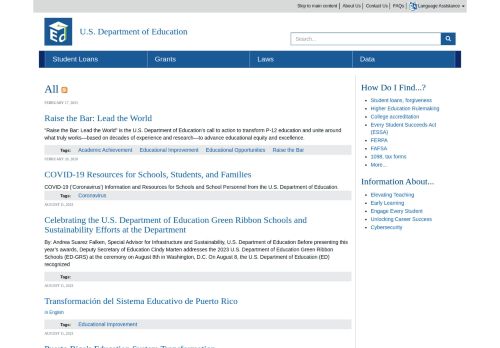 Skip to main content | About Us | Contact Us | FAQs | Language Assistance
U.S. Department of Education
Search...
Student Loans Grants Laws Data
All
FEBRUARY 17, 2023
Raise the Bar: Lead the World
"Raise the Bar: Lead the World" is the U.S. Department of Education's call to action to transform P-12 education and unite around
what truly works—based on decades of experience and research—to advance educational equity and excellence.
Tags: Academic Achievement Educational Improvement Educational Opportunities Raise the Bar
COVID-19 Resources for Schools, Students, and Families
COVID-19 ('Coronavirus') Information and Resources for Schools and School Personnel from the U.S. Department of Education.
Tags: Coronavirus
AUGUST 15, 2023
Celebrating the U.S. Department of Education Green Ribbon Schools and
Sustainability Efforts at the Department
By: Andrea Suarez Falken, Special Advisor for Infrastructure and Sustainability, U.S. Department of Education Before presenting this
year's awards, Deputy Secretary of Education Cindy Marten addresses the 2023 U.S. Department of Education Green Ribbon
Schools (ED-GRS) at the ceremony on August 8th in Washington, D.C. On August 8, the U.S. Department of Education (ED)
recognized
Tags:
AUGUST 15, 2023
Transformación del Sistema Educativo de Puerto Rico
In English
Tags: Educational Improvement
AUGUST 15, 2023
How Do I Find...?
Student loans, forgiveness
Higher Education Rulemaking
College accreditation
Every Student Succeeds Act
(ESSA)
FERPA
FAFSA
1098, tax forms
More...
Information About...
Elevating Teaching
Early Learning
Engage Every Student
Unlocking Career Success
Cybersecurity